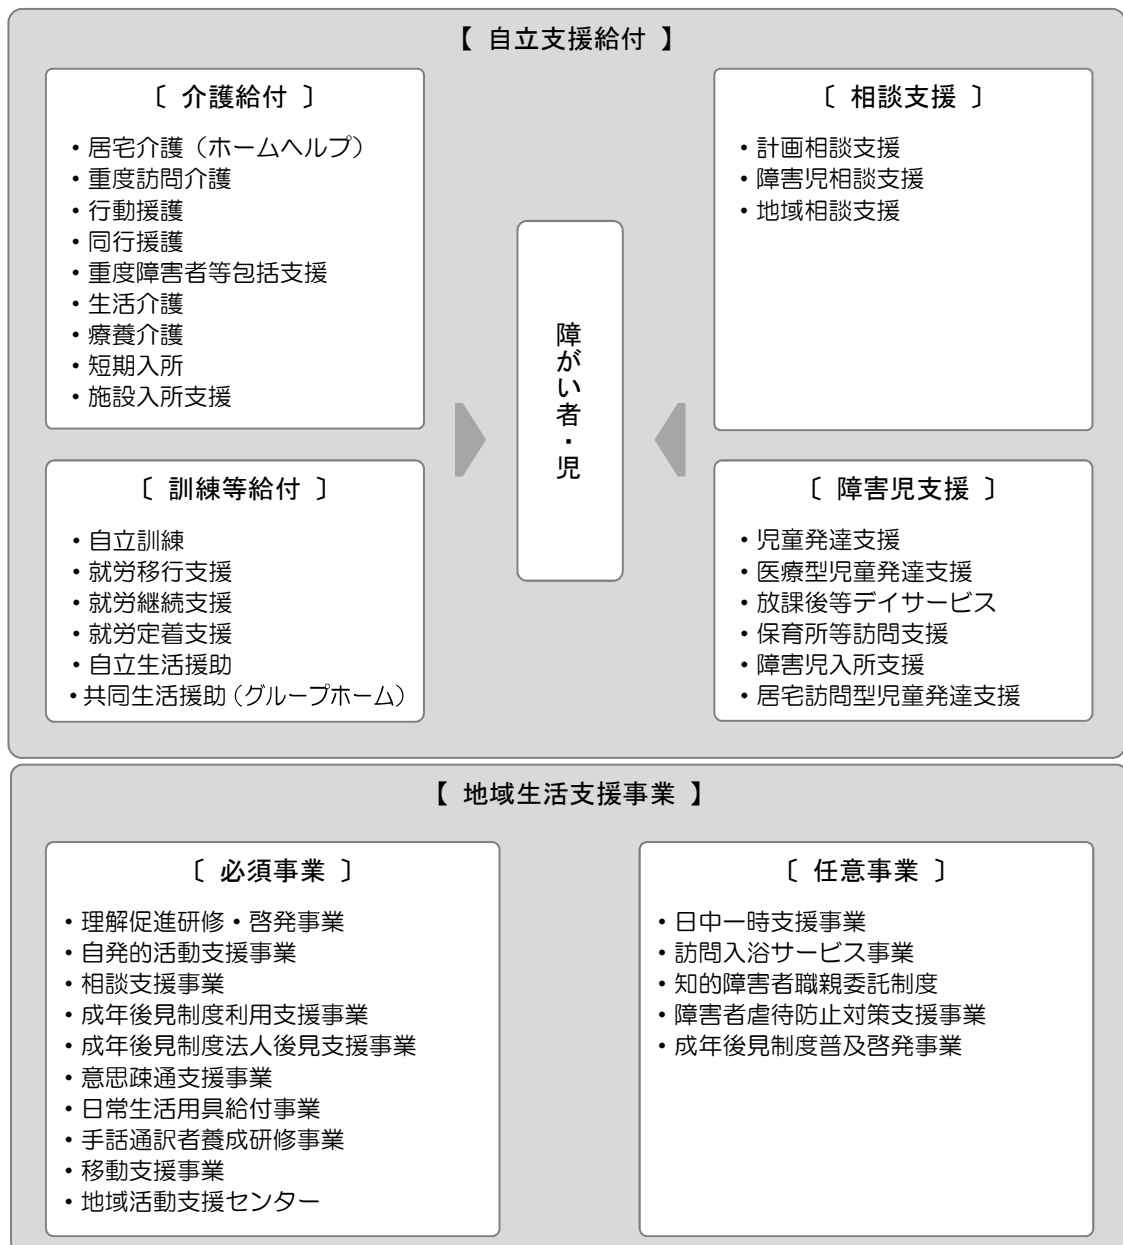 【 自立支援給付 】
〔 介護給付 〕
・居宅介護（ホームヘルプ）
・重度訪問介護
・行動援護
・同行援護
・重度障害者等包括支援
・生活介護
・療養介護
・短期入所
・施設入所支援
〔 相談支援 〕
・計画相談支援
・障害児相談支援
・地域相談支援
障がい者・児
〔 訓練等給付 〕
・自立訓練
・就労移行支援
・就労継続支援
・就労定着支援
・自立生活援助
・共同生活援助（グループホーム）
〔 障害児支援 〕
・児童発達支援
・医療型児童発達支援
・放課後等デイサービス
・保育所等訪問支援
・障害児入所支援
・居宅訪問型児童発達支援
【 地域生活支援事業 】
〔 必須事業 〕
・理解促進研修・啓発事業
・自発的活動支援事業
・相談支援事業
・成年後見制度利用支援事業
・成年後見制度法人後見支援事業
・意思疎通支援事業
・日常生活用具給付事業
・手話通訳者養成研修事業
・移動支援事業
・地域活動支援センター
〔 任意事業 〕
・日中一時支援事業
・訪問入浴サービス事業
・知的障害者職親委託制度
・障害者虐待防止対策支援事業
・成年後見制度普及啓発事業